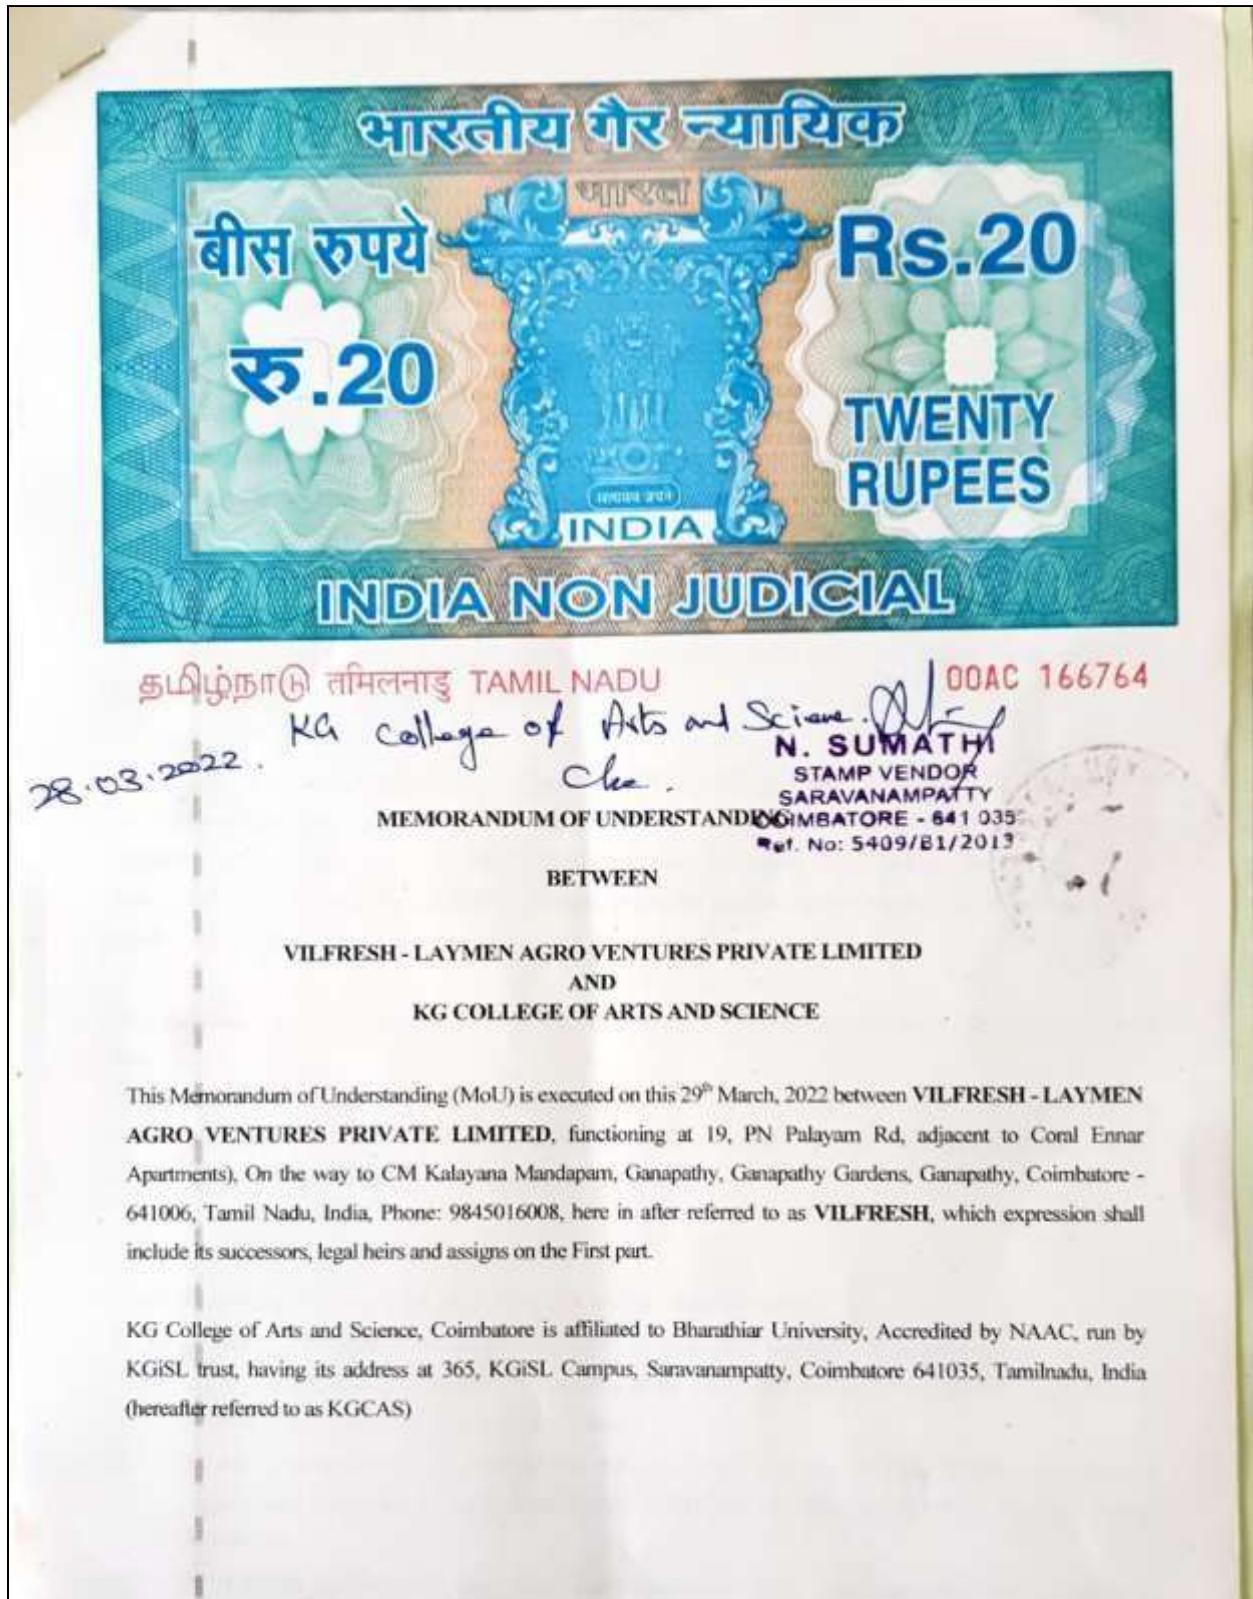 भारतीय गैर न्यायिक
भारत
बीस रुपये
Rs.20
रु.20
TWENTY
RUPEES
सत्यमेव जयते
INDIA
INDIA NON JUDICIAL
தமிழ்நாடு तमिलनाडु TAMIL NADU
00AC 166764
KG College of Arts and Science.
28.03.2022.
Cbe.
N. SUMATHI
STAMP VENDOR
SARAVANAMPATTY
COIMBATORE - 641 035
Ref. No: 5409/B1/2013
MEMORANDUM OF UNDERSTANDING
BETWEEN
VILFRESH - LAYMEN AGRO VENTURES PRIVATE LIMITED
AND
KG COLLEGE OF ARTS AND SCIENCE
This Memorandum of Understanding (MoU) is executed on this 29th March, 2022 between VILFRESH - LAYMEN
AGRO VENTURES PRIVATE LIMITED, functioning at 19, PN Palayam Rd, adjacent to Coral Ennar
Apartments), On the way to CM Kalayana Mandapam, Ganapathy, Ganapathy Gardens, Ganapathy, Coimbatore -
641006, Tamil Nadu, India, Phone: 9845016008, here in after referred to as VILFRESH, which expression shall
include its successors, legal heirs and assigns on the First part.
KG College of Arts and Science, Coimbatore is affiliated to Bharathiar University, Accredited by NAAC, run by
KGiSL trust, having its address at 365, KGiSL Campus, Saravanampatty, Coimbatore 641035, Tamilnadu, India
(hereafter referred to as KGCAS)